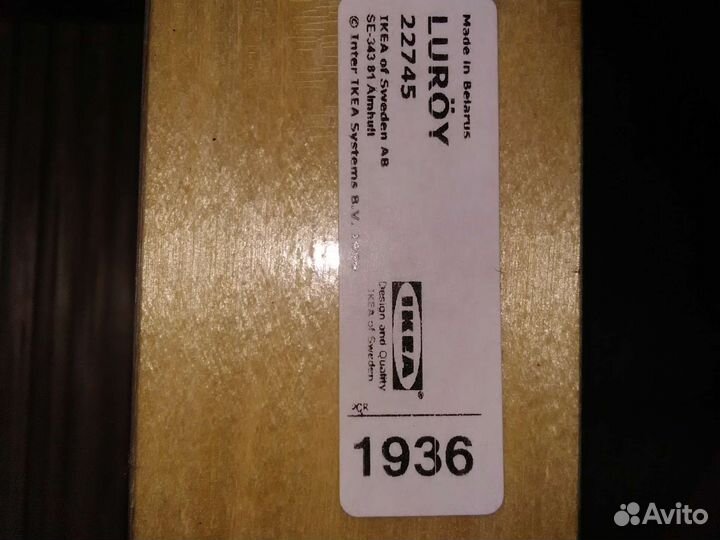 Made in Belarus
LURÖY
22745
IKEA of Sweden AB
SE-343 81 Älmhult
© Inter IKEA Systems B.V.
IKEA®
Design and Quality
IKEA of Sweden
1936
Avito